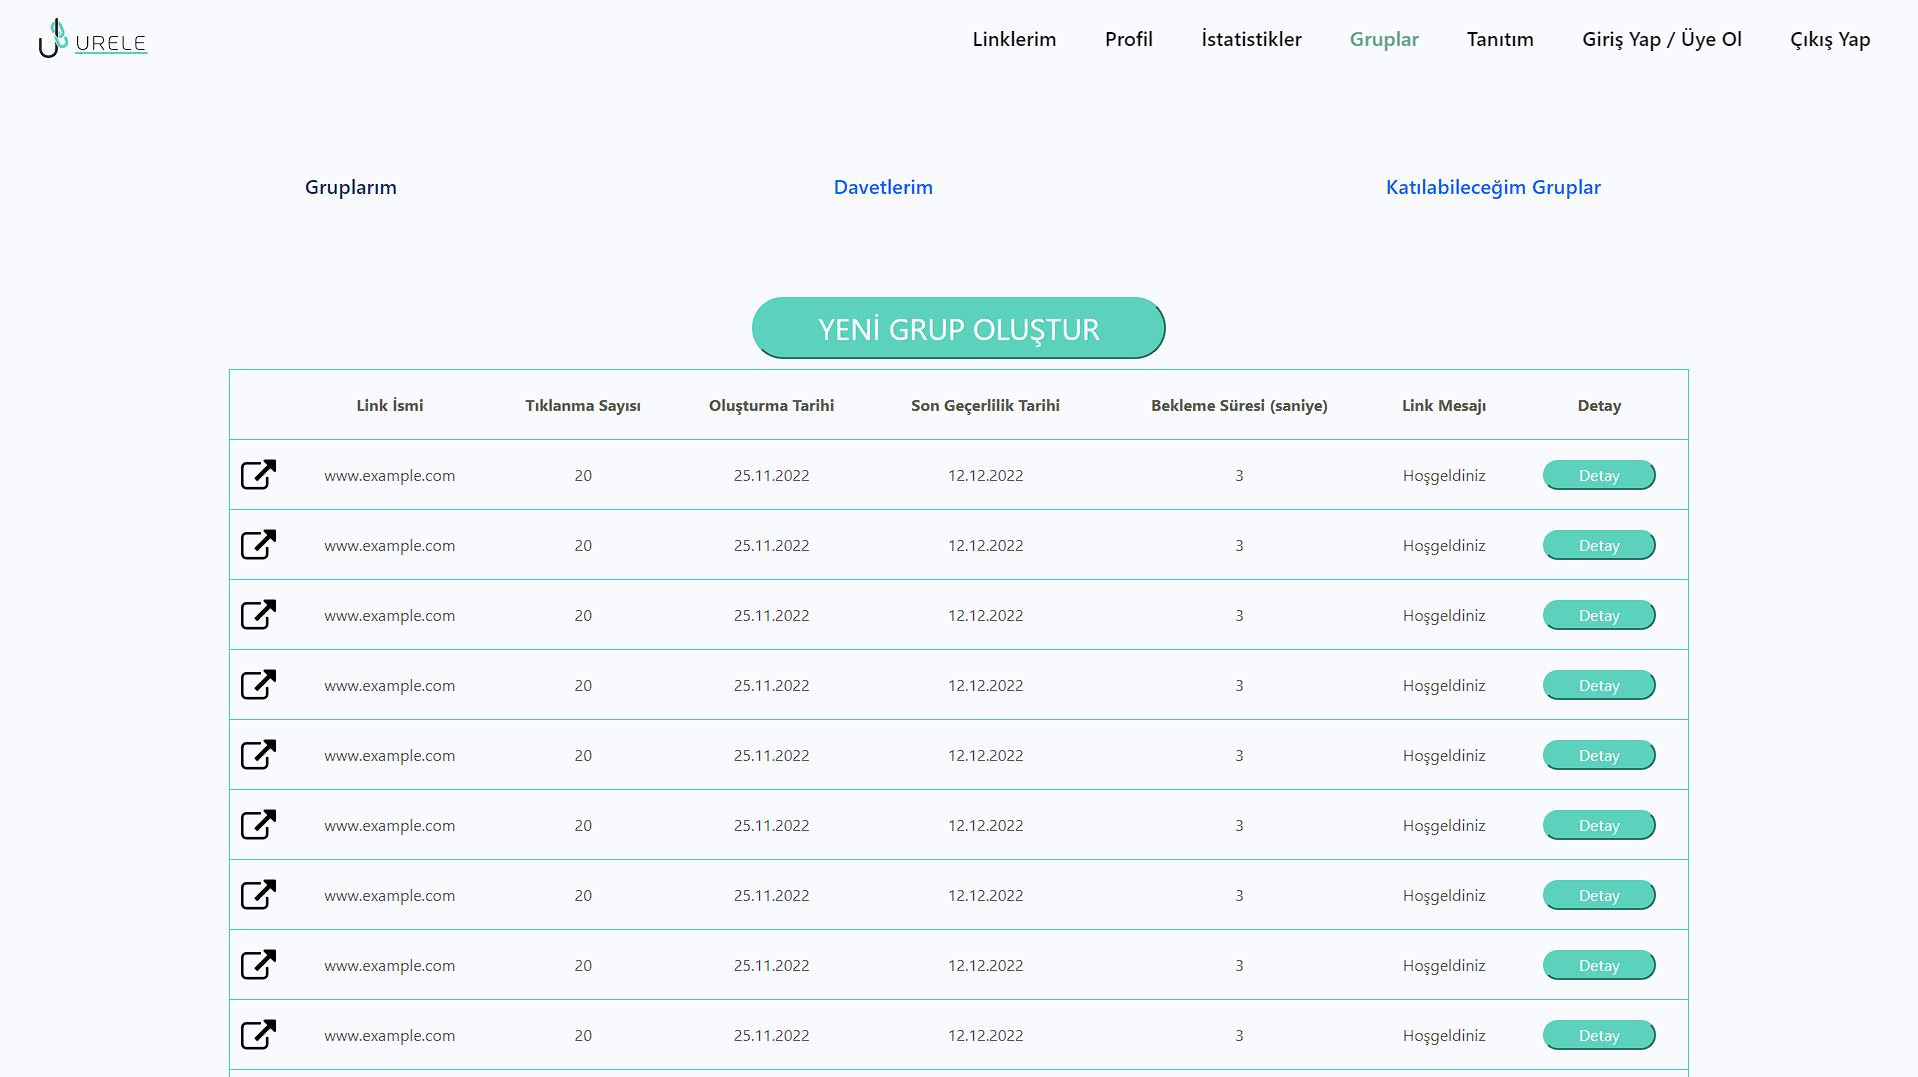 URELE
Linklerim Profil İstatistikler Gruplar Tanıtım Giriş Yap / Üye Ol Çıkış Yap
Gruplarım Davetlerim Katılabileceğim Gruplar
YENİ GRUP OLUŞTUR
Link İsmi Tıklanma Sayısı Oluşturma Tarihi Son Geçerlilik Tarihi Bekleme Süresi (saniye) Link Mesajı Detay
www.example.com 20 25.11.2022 12.12.2022 3 Hoşgeldiniz Detay
www.example.com 20 25.11.2022 12.12.2022 3 Hoşgeldiniz Detay
www.example.com 20 25.11.2022 12.12.2022 3 Hoşgeldiniz Detay
www.example.com 20 25.11.2022 12.12.2022 3 Hoşgeldiniz Detay
www.example.com 20 25.11.2022 12.12.2022 3 Hoşgeldiniz Detay
www.example.com 20 25.11.2022 12.12.2022 3 Hoşgeldiniz Detay
www.example.com 20 25.11.2022 12.12.2022 3 Hoşgeldiniz Detay
www.example.com 20 25.11.2022 12.12.2022 3 Hoşgeldiniz Detay
www.example.com 20 25.11.2022 12.12.2022 3 Hoşgeldiniz Detay